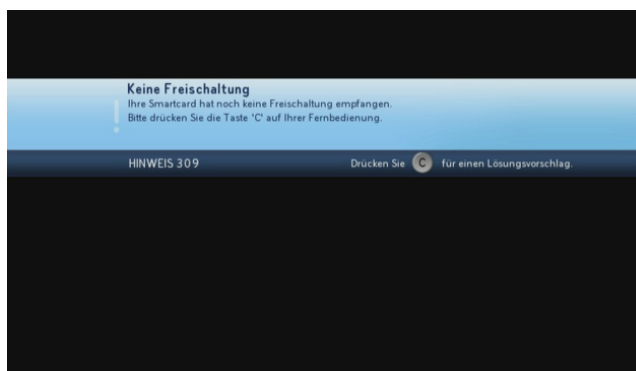 Keine Freischaltung
Ihre Smartcard hat noch keine Freischaltung empfangen.
Bitte drücken Sie die Taste 'C' auf Ihrer Fernbedienung.
HINWEIS 309 Drücken Sie C für einen Lösungsvorschlag.